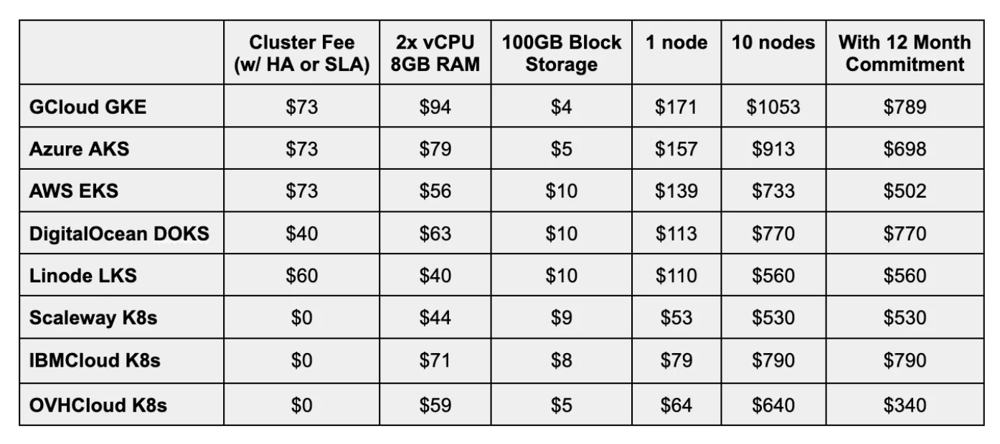 Cluster Fee (w/ HA or SLA) 2x vCPU 8GB RAM 100GB Block Storage 1 node 10 nodes With 12 Month Commitment
GCloud GKE $73 $94 $4 $171 $1053 $789
Azure AKS $73 $79 $5 $157 $913 $698
AWS EKS $73 $56 $10 $139 $733 $502
DigitalOcean DOKS $40 $63 $10 $113 $770 $770
Linode LKS $60 $40 $10 $110 $560 $560
Scaleway K8s $0 $44 $9 $53 $530 $530
IBMCloud K8s $0 $71 $8 $79 $790 $790
OVHCloud K8s $0 $59 $5 $64 $640 $340